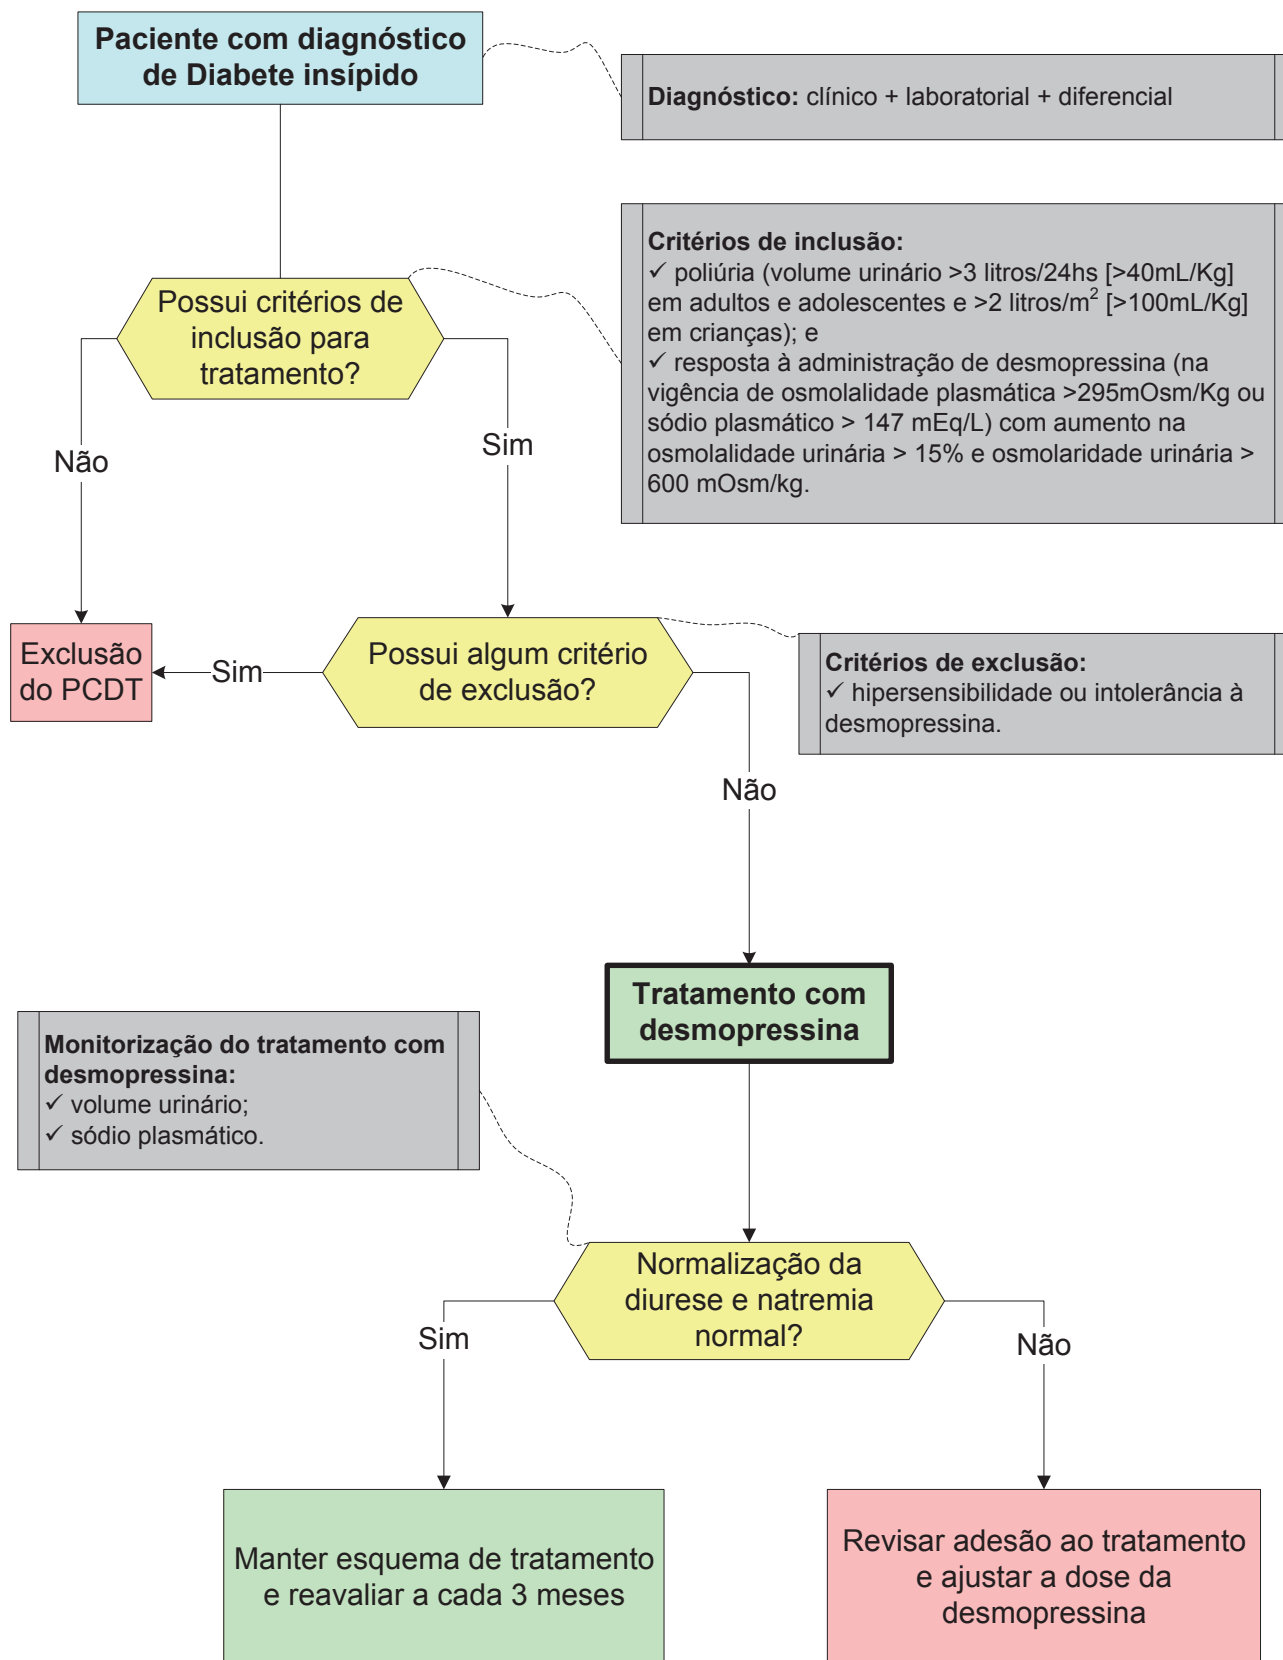 Paciente com diagnóstico
de Diabete insípido
Diagnóstico: clínico + laboratorial + diferencial
Critérios de inclusão:
✓ poliúria (volume urinário >3 litros/24hs [>40mL/Kg]
em adultos e adolescentes e >2 litros/m² [>100mL/Kg]
em crianças); e
✓ resposta à administração de desmopressina (na
vigência de osmolalidade plasmática >295mOsm/Kg ou
sódio plasmático > 147 mEq/L) com aumento na
osmolalidade urinária > 15% e osmolaridade urinária >
600 mOsm/kg.
Possui critérios de
inclusão para
tratamento?
Não
Sim
Exclusão
do PCDT
Sim
Possui algum critério
de exclusão?
Critérios de exclusão:
✓ hipersensibilidade ou intolerância à
desmopressina.
Não
Tratamento com
desmopressina
Monitorização do tratamento com
desmopressina:
✓ volume urinário;
✓ sódio plasmático.
Normalização da
diurese e natremia
normal?
Sim
Não
Manter esquema de tratamento
e reavaliar a cada 3 meses
Revisar adesão ao tratamento
e ajustar a dose da
desmopressina